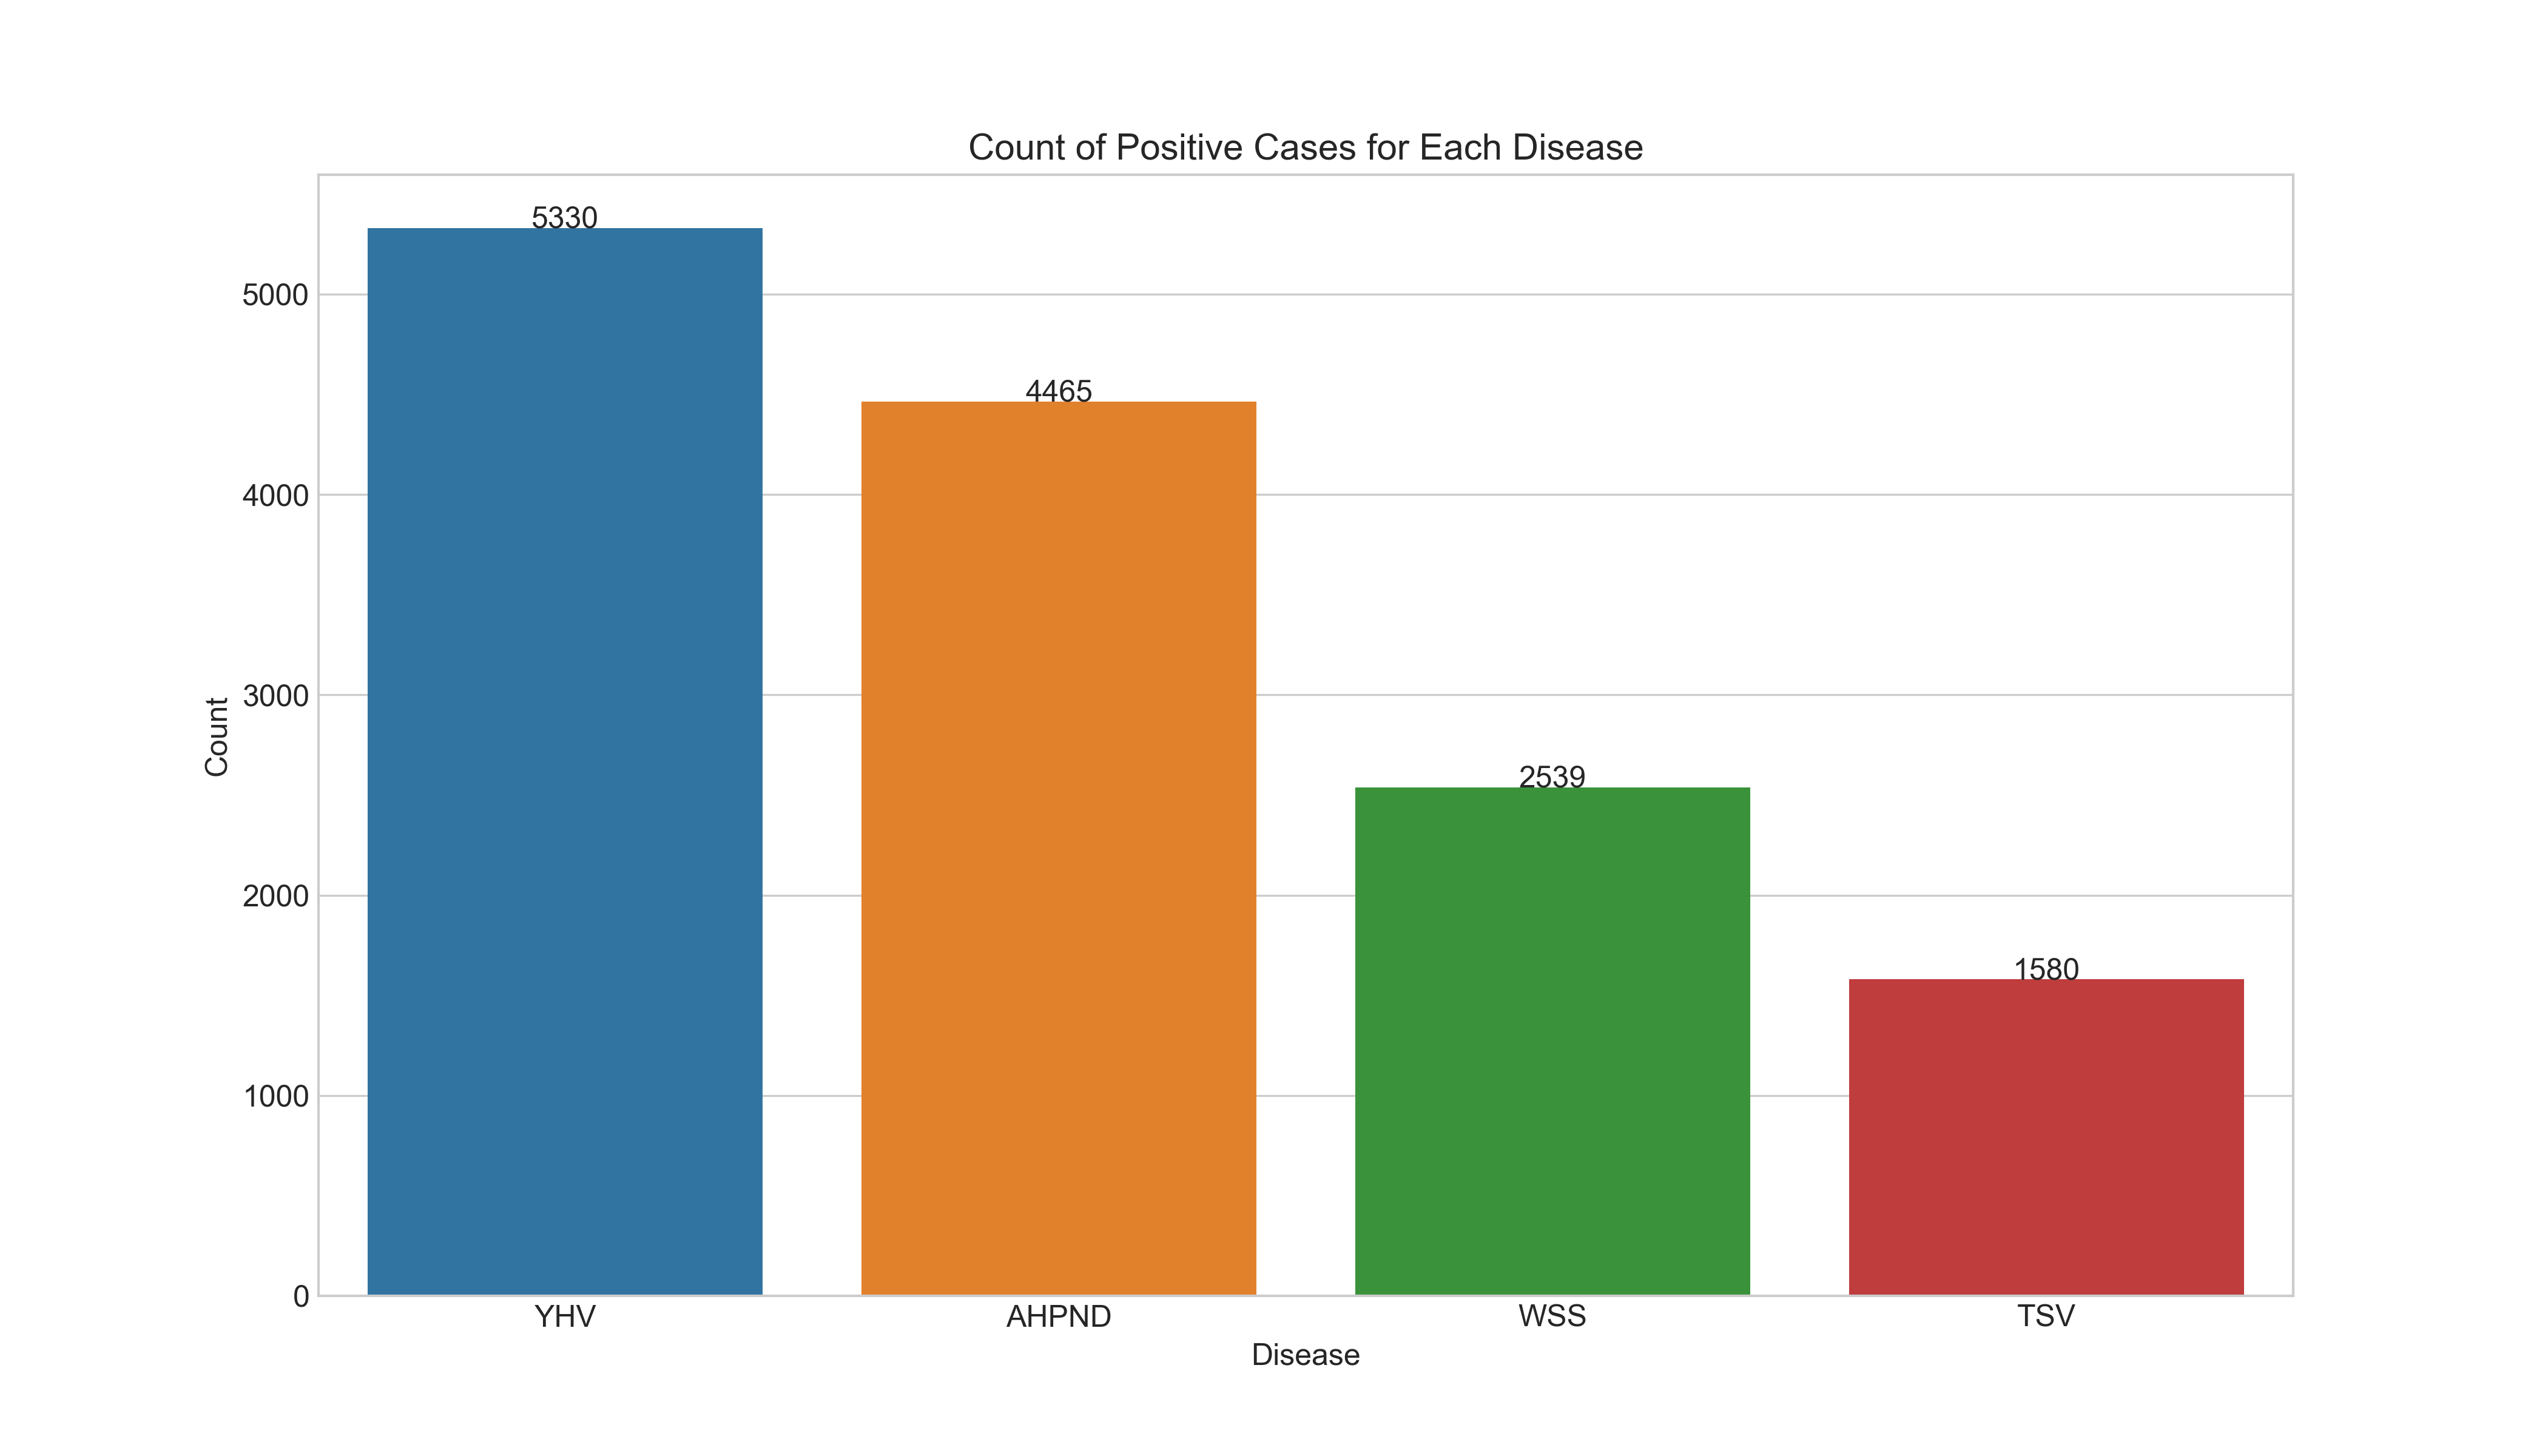 Count of Positive Cases for Each Disease
5330
5000
4465
4000
3000
Count
2539
2000
1580
1000
0
YHV AHPND WSS TSV
Disease